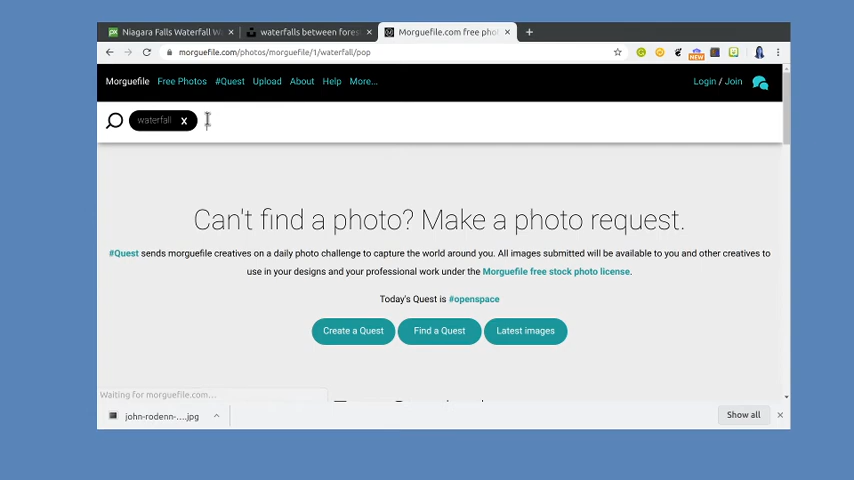 Niagara Falls Waterfall W
waterfalls between fores
Morguefile.com free pho
morguefile.com/photos/morguefile/1/waterfall/pop
NEW
Morguefile Free Photos #Quest Upload About Help More... Login / Join
waterfall x
Can't find a photo? Make a photo request.
#Quest sends morguefile creatives on a daily photo challenge to capture the world around you. All images submitted will be available to you and other creatives to
use in your designs and your professional work under the Morguefile free stock photo license.
Today's Quest is #openspace
Create a Quest Find a Quest Latest images
Waiting for morguefile.com...
john-rodenn-....jpg Show all